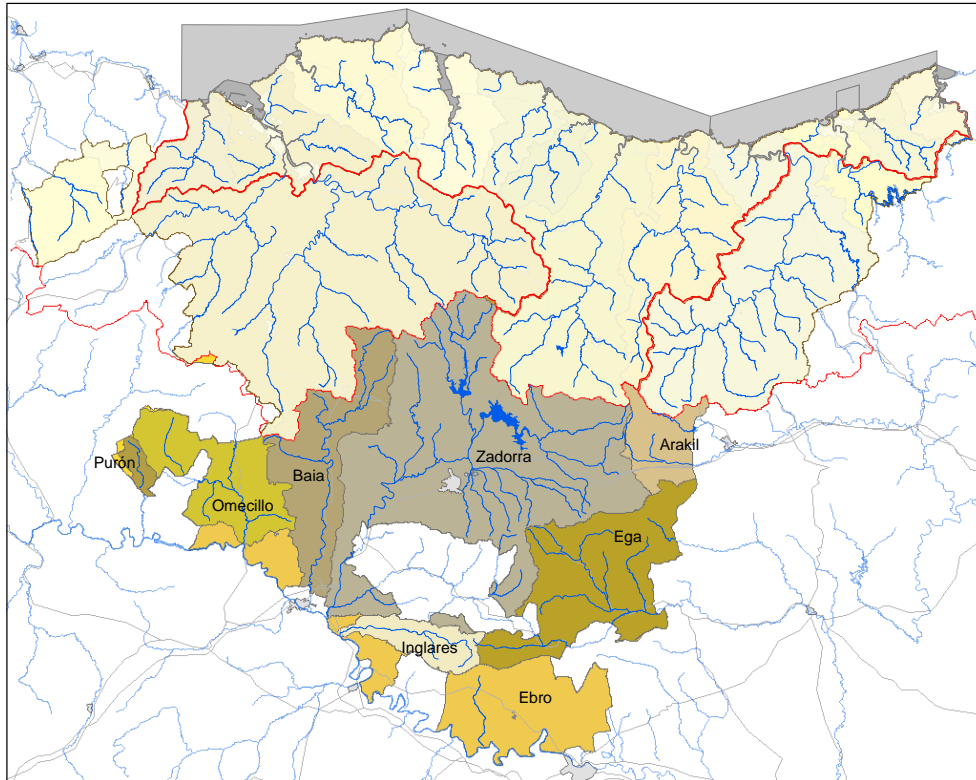 Arakil
Purón
Zadorra
Baia
Omecillo
Ega
Inglares
Ebro